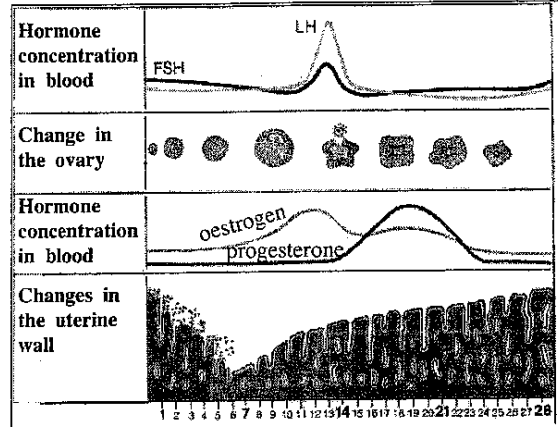 Hormone
concentration
in blood
LH
FSH
Change in
the ovary
Hormone
concentration
in blood
oestrogen
progesterone
Changes in
the uterine
wall
1 2 3 4 5 6 7 8 9 10 11 12 13 14 15 16 17 18 19 20 21 22 23 24 25 26 27 28